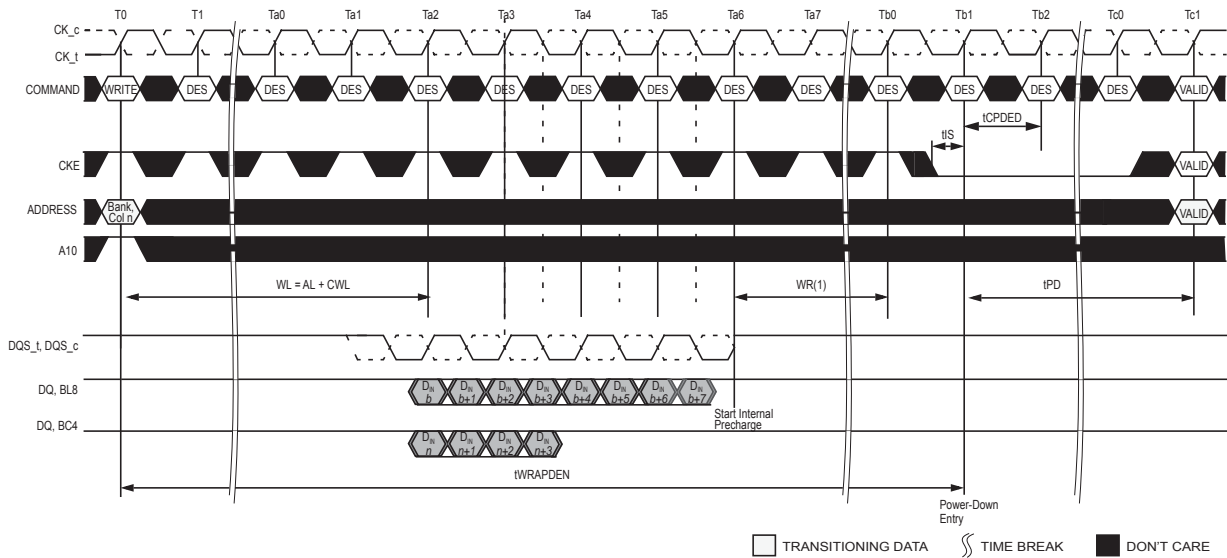 T0 T1 Ta0 Ta1 Ta2 Ta3 Ta4 Ta5 Ta6 Ta7 Tb0 Tb1 Tb2 Tc0 Tc1
CK_c
CK_t
COMMAND WRITE DES DES DES DES DES DES DES DES DES DES DES DES DES VALID
tCPDED
tIS
CKE VALID
ADDRESS Bank, Col n VALID
A10
WL = AL + CWL WR(1) tPD
DQS_t, DQS_c
DQ, BL8 DIN b DIN b+1 DIN b+2 DIN b+3 DIN b+4 DIN b+5 DIN b+6 DIN b+7
Start Internal
Precharge
DQ, BC4 DIN n DIN n+1 DIN n+2 DIN n+3
tWRAPDEN
Power-Down
Entry
TRANSITIONING DATA TIME BREAK DON'T CARE